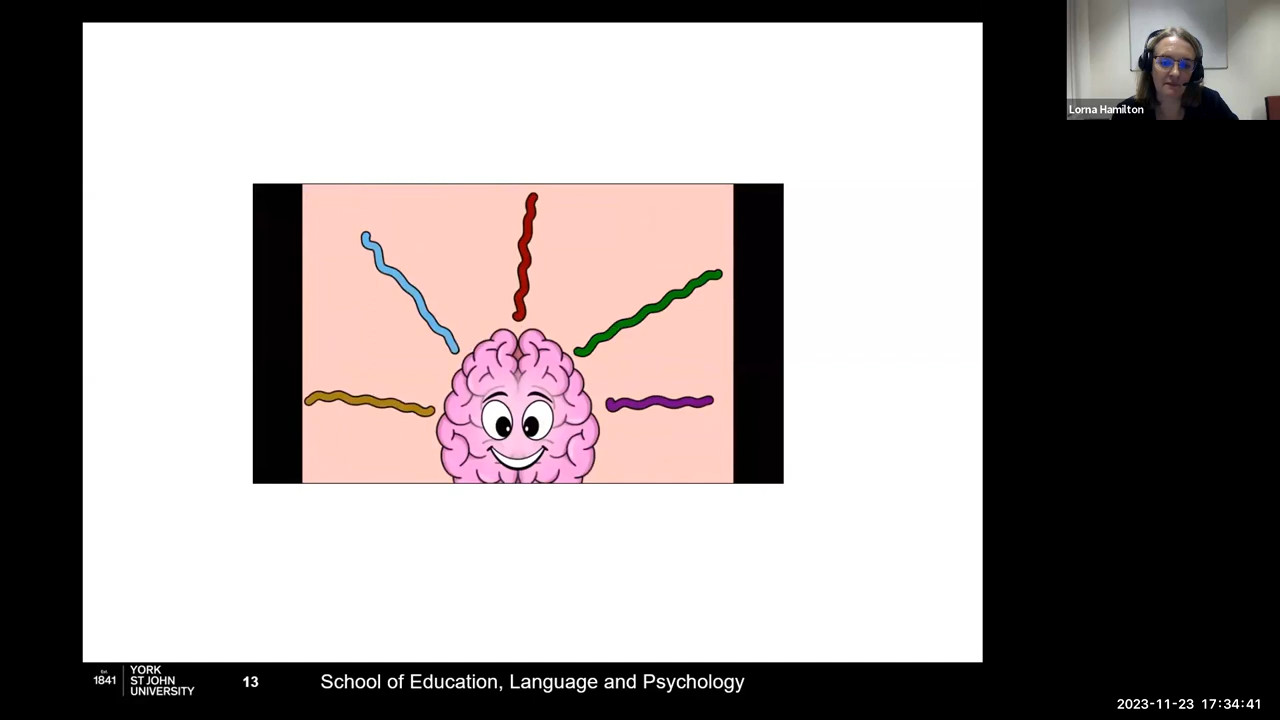 Lorna Hamilton
Est.
1841
YORK
ST JOHN
UNIVERSITY
13
School of Education, Language and Psychology
2023-11-23 17:34:41